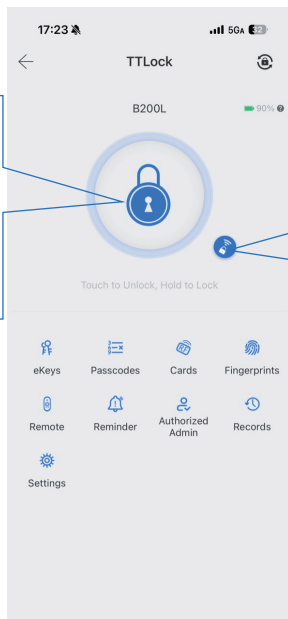 17:23 5GA 32
TTLock
B200L 90%
Touch to Unlock, Hold to Lock
eKeys Passcodes Cards Fingerprints
Remote Reminder Authorized Admin Records
Settings